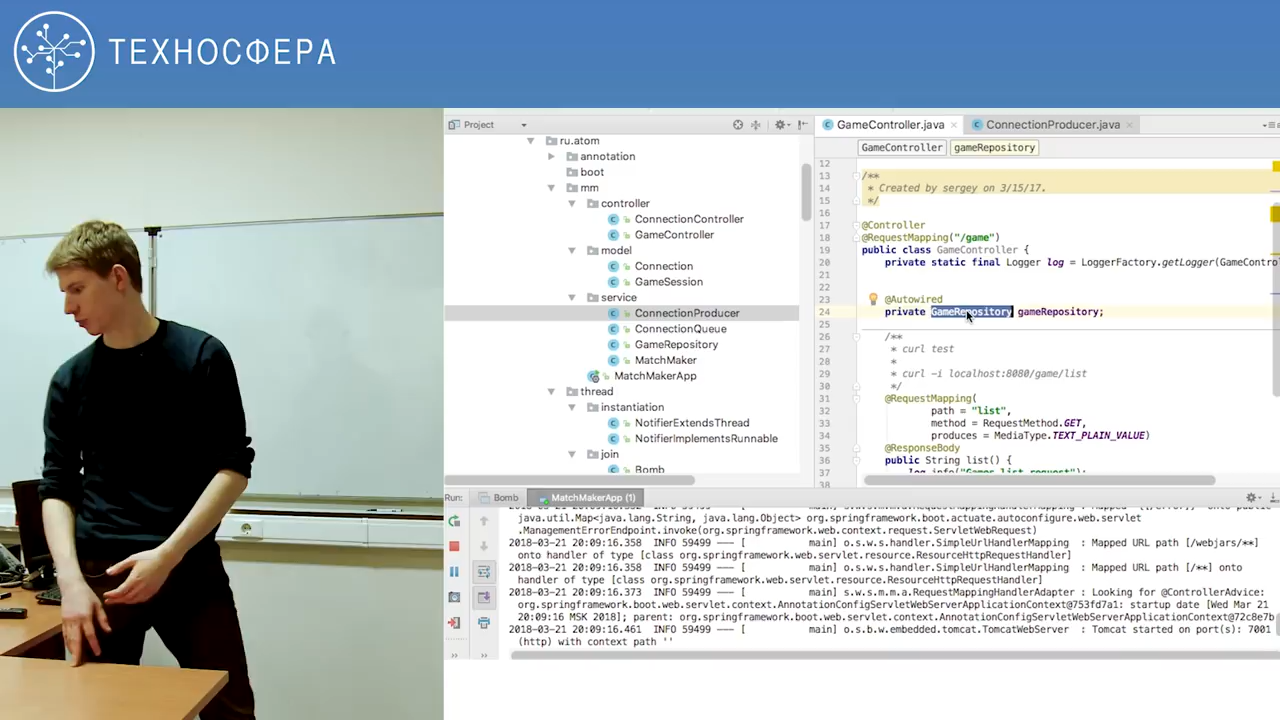 ТЕХНОСФЕРА
Project
ru.atom
annotation
boot
mm
controller
ConnectionController
GameController
model
Connection
GameSession
service
ConnectionProducer
ConnectionQueue
GameRepository
MatchMaker
MatchMakerApp
thread
instantiation
NotifierExtendsThread
NotifierImplementsRunnable
join
Bomb
GameController.java
ConnectionProducer.java
GameController
gameRepository
12
13 /**
14 * Created by sergey on 3/15/17.
15 */
16
17 @Controller
18 @RequestMapping("/game")
19 public class GameController {
20 private static final Logger log = LoggerFactory.getLogger(GameContro
21
22
23 @Autowired
24 private GameRepository gameRepository;
25
26 /**
27 * curl test
28 *
29 * curl -i localhost:8080/game/list
30 */
31 @RequestMapping(
32 path = "list",
33 method = RequestMethod.GET,
34 produces = MediaType.TEXT_PLAIN_VALUE)
35 @ResponseBody
36 public String list() {
37 log.info("Games list request");
38
Run:
Bomb
MatchMakerApp (1)
java.util.Map<java.lang.String, java.lang.Object> org.springframework.boot.actuate.autoconfigure.web.servlet
.ManagementErrorEndpoint.invoke(org.springframework.web.context.request.ServletWebRequest)
2018-03-21 20:09:16.358 INFO 59499 --- [ main] o.s.w.s.handler.SimpleUrlHandlerMapping : Mapped URL path [/webjars/**]
onto handler of type [class org.springframework.web.servlet.resource.ResourceHttpRequestHandler]
2018-03-21 20:09:16.358 INFO 59499 --- [ main] o.s.w.s.handler.SimpleUrlHandlerMapping : Mapped URL path [/**] onto
handler of type [class org.springframework.web.servlet.resource.ResourceHttpRequestHandler]
2018-03-21 20:09:16.373 INFO 59499 --- [ main] s.w.s.m.m.a.RequestMappingHandlerAdapter : Looking for @ControllerAdvice:
org.springframework.boot.web.servlet.context.AnnotationConfigServletWebServerApplicationContext@753fd7a1: startup date [Wed Mar 21
20:09:16 MSK 2018]; parent: org.springframework.boot.web.servlet.context.AnnotationConfigServletWebServerApplicationContext@72c8e7b
2018-03-21 20:09:16.461 INFO 59499 --- [ main] o.s.b.w.embedded.tomcat.TomcatWebServer : Tomcat started on port(s): 7001
(http) with context path ''